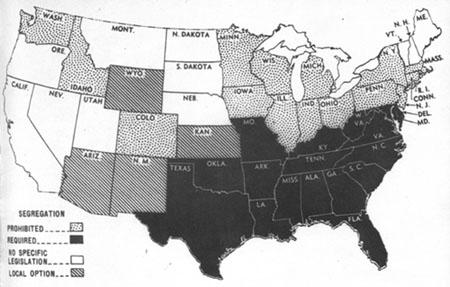 WASH.
MONT.
N. DAKOTA
MINN.
ME.
N. H.
VT.
ORE.
IDAHO
WYO.
S. DAKOTA
WIS.
MICH.
N. Y.
MASS.
R. I.
CONN.
N. J.
DEL.
MD.
CALIF.
NEV.
UTAH
COLO.
NEB.
IOWA
ILL.
IND.
OHIO
PENN.
W. VA.
VA.
KAN.
MO.
KY.
N.C.
ARIZ.
N. M.
TEXAS
OKLA.
ARK.
TENN.
S. C.
MISS.
ALA.
GA.
LA.
FLA.
SEGREGATION
PROHIBITED
REQUIRED
NO SPECIFIC
LEGISLATION
LOCAL OPTION